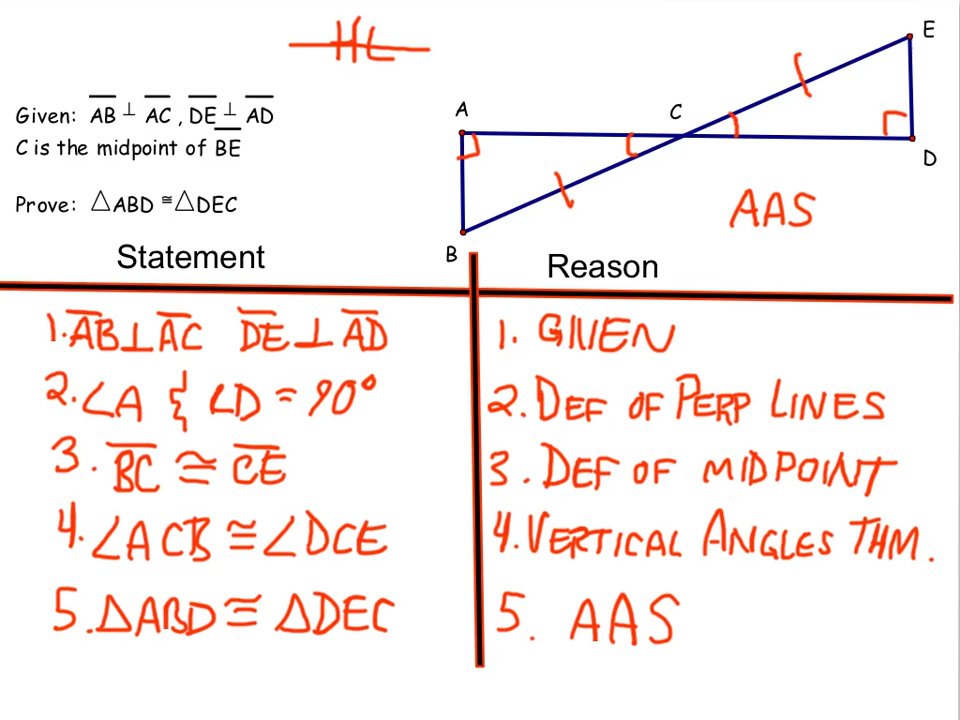 HL
Given: AB ⊥ AC , DE ⊥ AD
C is the midpoint of BE
Prove: △ABD ≅ △DEC
A
B
C
D
E
AAS
Statement
Reason
1. AB ⊥ AC DE ⊥ AD
1. GIVEN
2. ∠A & ∠D = 90°
2. DEF OF PERP LINES
3. BC ≅ CE
3. DEF OF MIDPOINT
4. ∠ACB ≅ ∠DCE
4. VERTICAL ANGLES THM.
5. △ABD ≅ △DEC
5. AAS